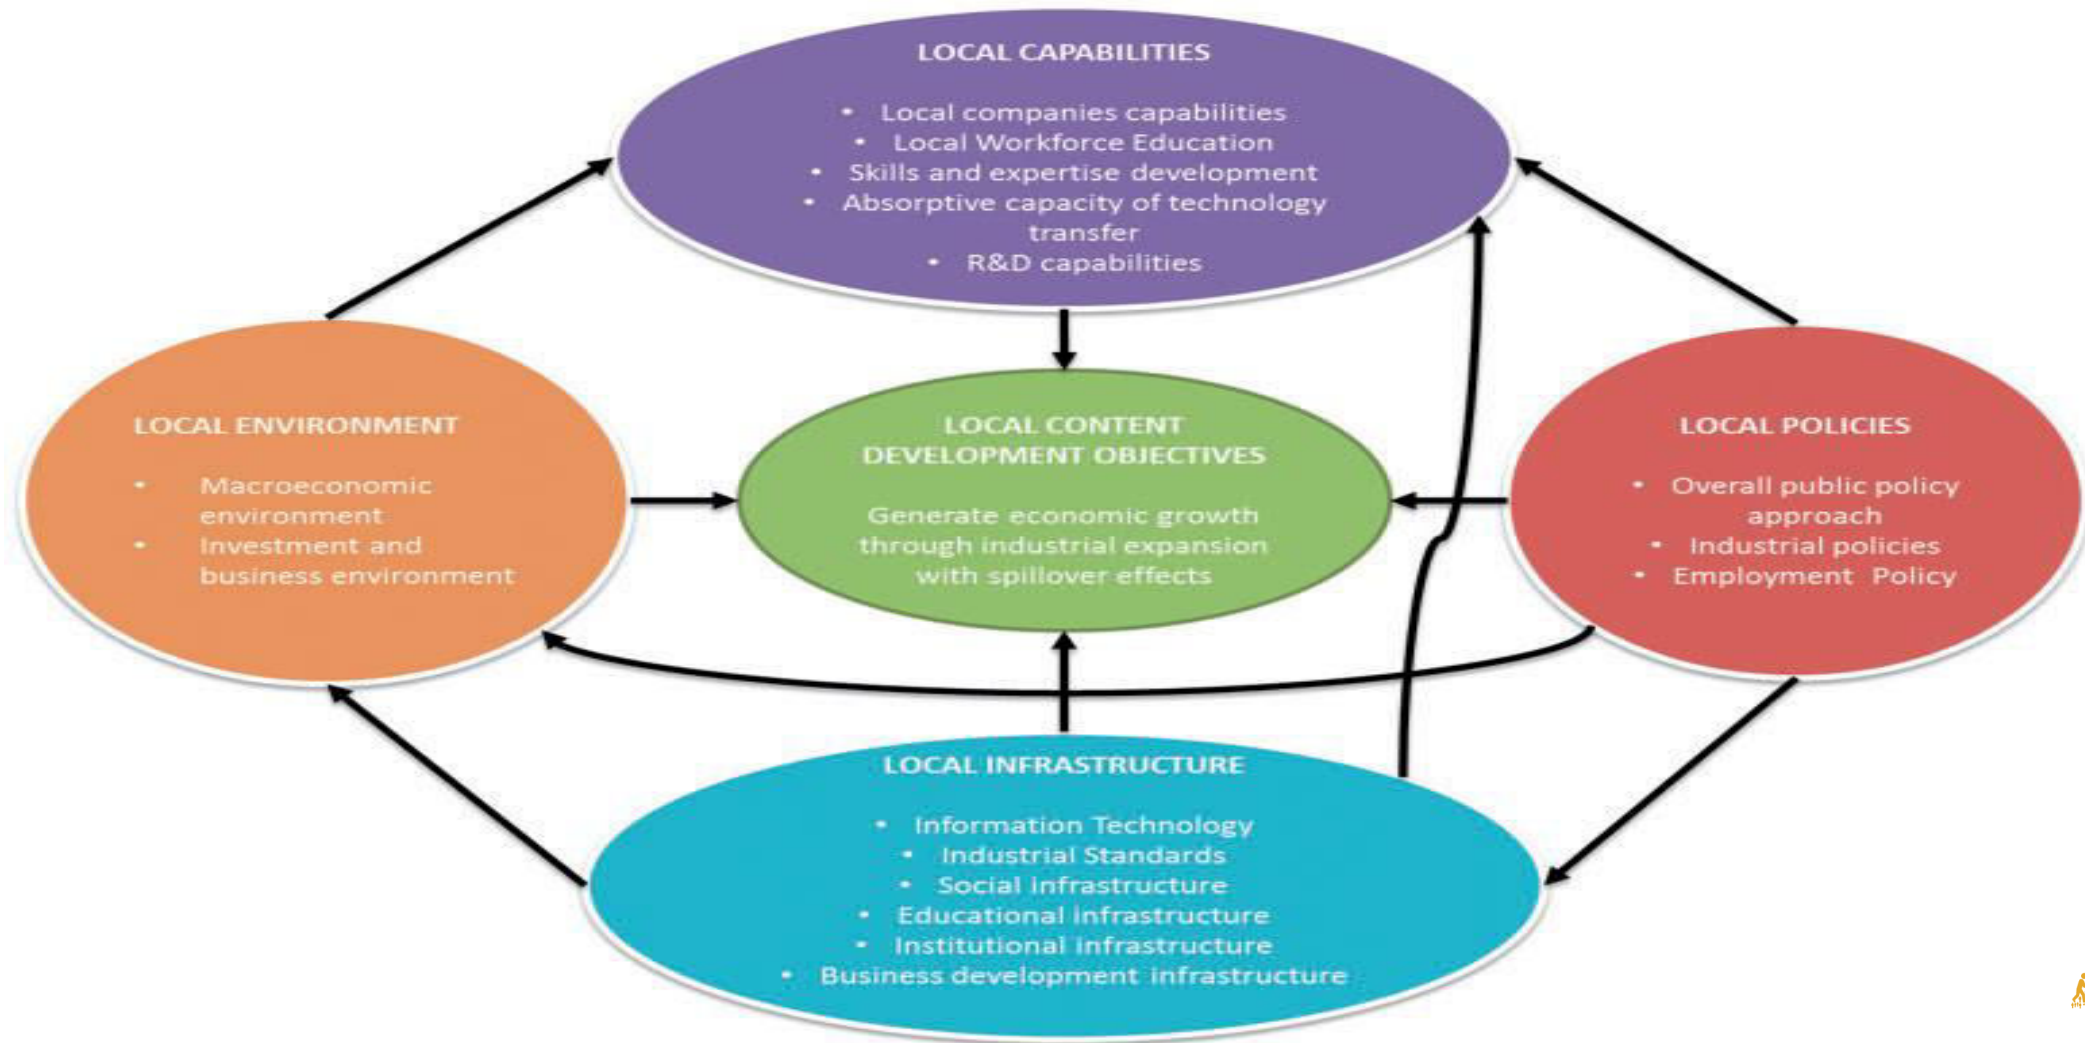 LOCAL CAPABILITIES
• Local companies capabilities
• Local Workforce Education
• Skills and expertise development
• Absorptive capacity of technology
transfer
• R&D capabilities
LOCAL ENVIRONMENT
• Macroeconomic
environment
• Investment and
business environment
LOCAL CONTENT
DEVELOPMENT OBJECTIVES
Generate economic growth
through industrial expansion
with spillover effects
LOCAL POLICIES
• Overall public policy
approach
• Industrial policies
• Employment Policy
LOCAL INFRASTRUCTURE
• Information Technology
• Industrial Standards
• Social infrastructure
• Educational infrastructure
• Institutional infrastructure
• Business development infrastructure